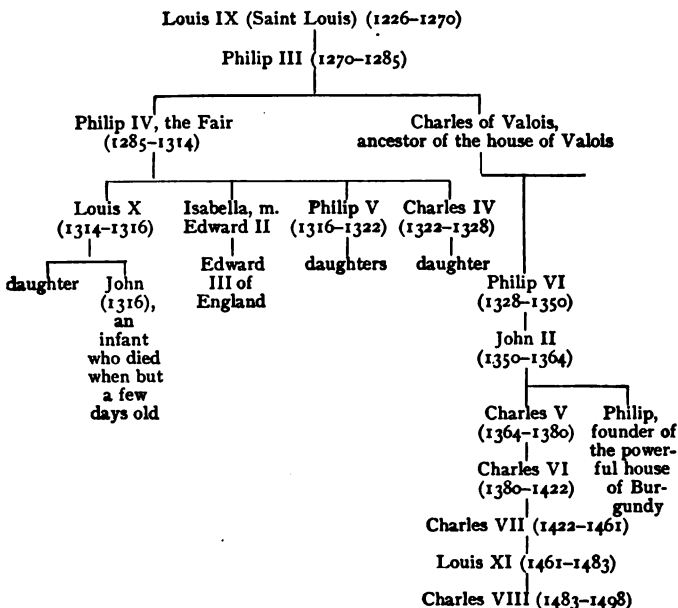 Louis IX (Saint Louis) (1226–1270)
Philip III (1270–1285)
Philip IV, the Fair
(1285–1314)
Charles of Valois,
ancestor of the house of Valois
Louis X
(1314–1316)
Isabella, m.
Edward II
Philip V
(1316–1322)
Charles IV
(1322–1328)
daughter
John
(1316),
an
infant
who died
when but
a few
days old
Edward
III of
England
daughters
daughter
Philip VI
(1328–1350)
John II
(1350–1364)
Charles V
(1364–1380)
Philip,
founder of
the power-
ful house
of Bur-
gundy
Charles VI
(1380–1422)
Charles VII (1422–1461)
Louis XI (1461–1483)
Charles VIII (1483–1498)